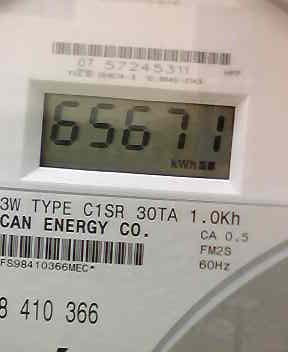 07 57245311
65671
kWh
3W TYPE C1SR 30TA 1.0Kh
CAN ENERGY CO.
CA 0.5
FM2S
FS98410366MEC*
60Hz
8 410 366